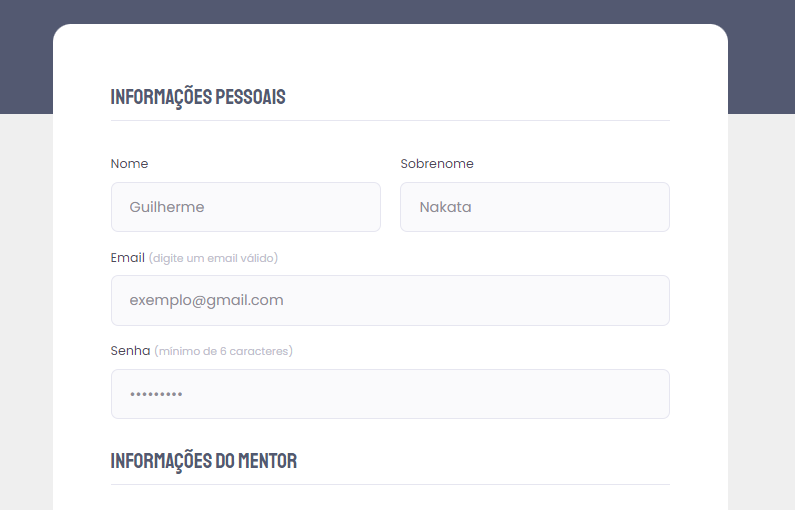 INFORMAÇÕES PESSOAIS
Nome Sobrenome
Guilherme Nakata
Email (digite um email válido)
exemplo@gmail.com
Senha (minimo de 6 caracteres)
•••••••••
INFORMAÇÕES DO MENTOR